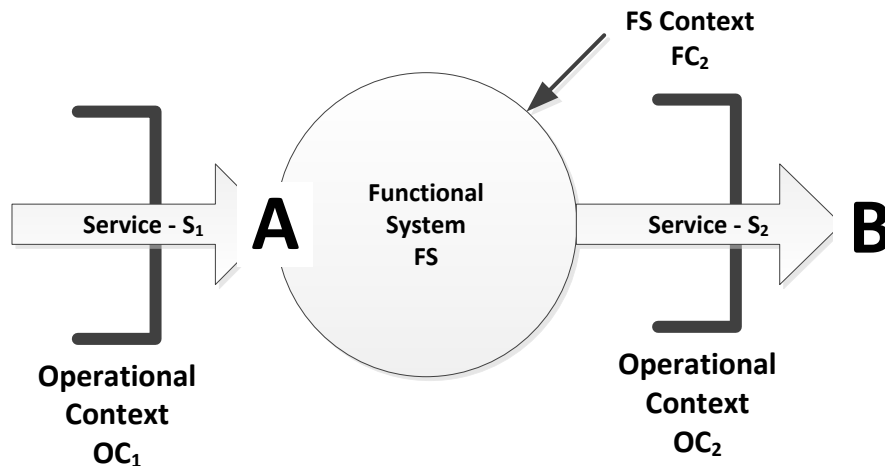 FS Context
FC₂
Service - S₁
A
Functional
System
FS
Service - S₂
B
Operational
Context
OC₁
Operational
Context
OC₂